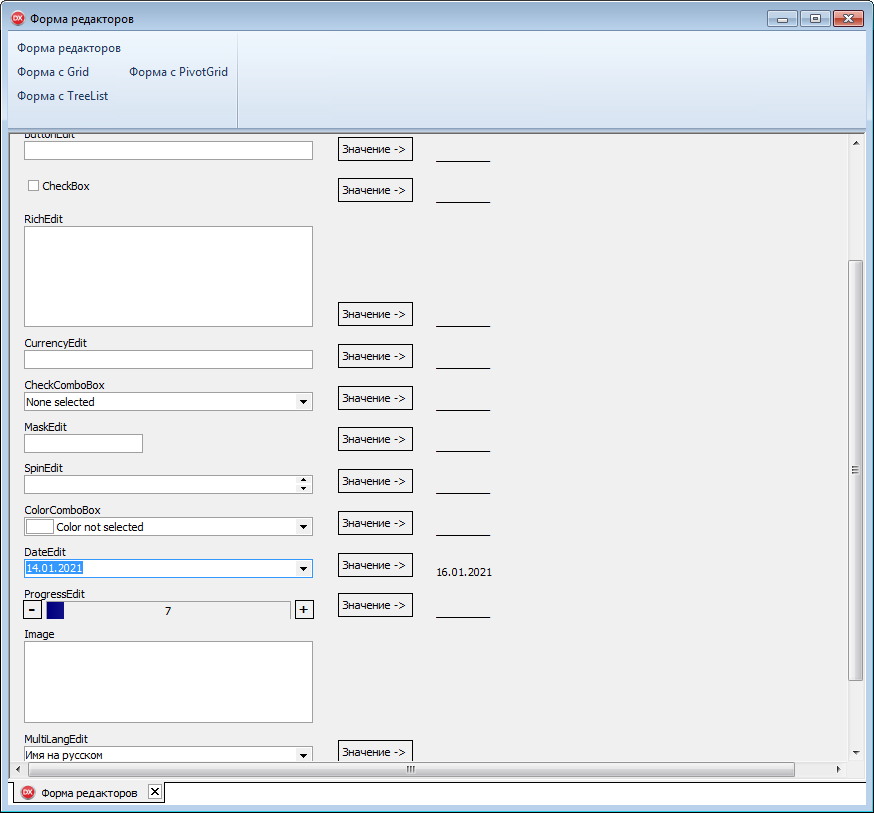 DX Форма редакторов
Форма редакторов
Форма с Grid Форма с PivotGrid
Форма с TreeList
ButtonEdit
Значение ->
CheckBox
Значение ->
RichEdit
Значение ->
CurrencyEdit
Значение ->
CheckComboBox
None selected Значение ->
MaskEdit
Значение ->
SpinEdit
Значение ->
ColorComboBox
Color not selected Значение ->
DateEdit
14.01.2021 Значение -> 16.01.2021
ProgressEdit
- 7 + Значение ->
Image
MultiLangEdit
Имя на русском Значение ->
DX Форма редакторов